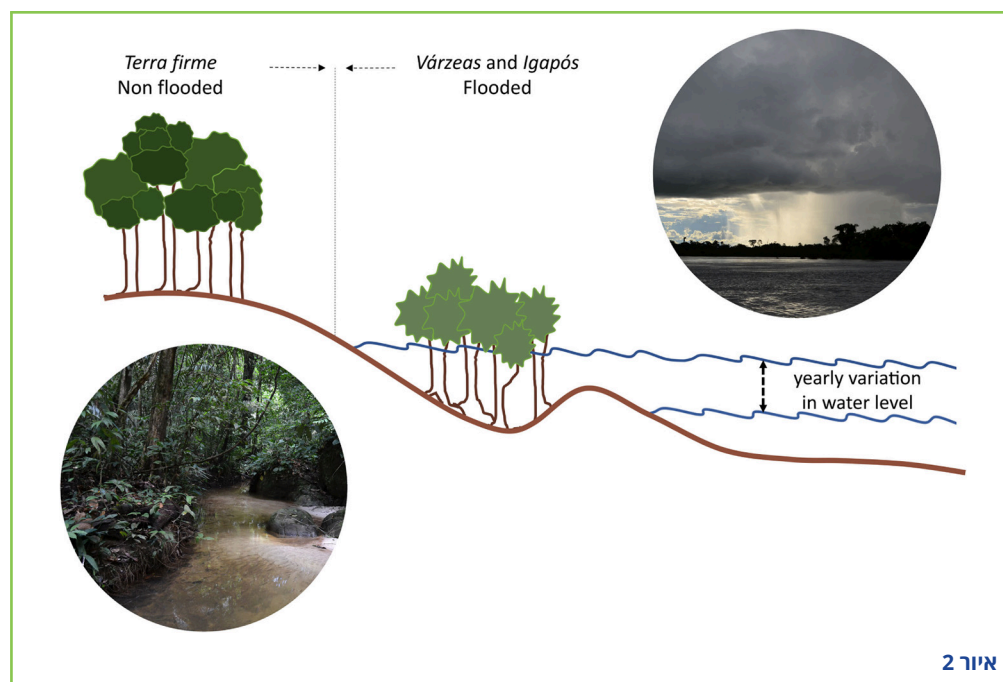 Terra firme
Non flooded
Várzeas and Igapós
Flooded
yearly variation
in water level
איור 2